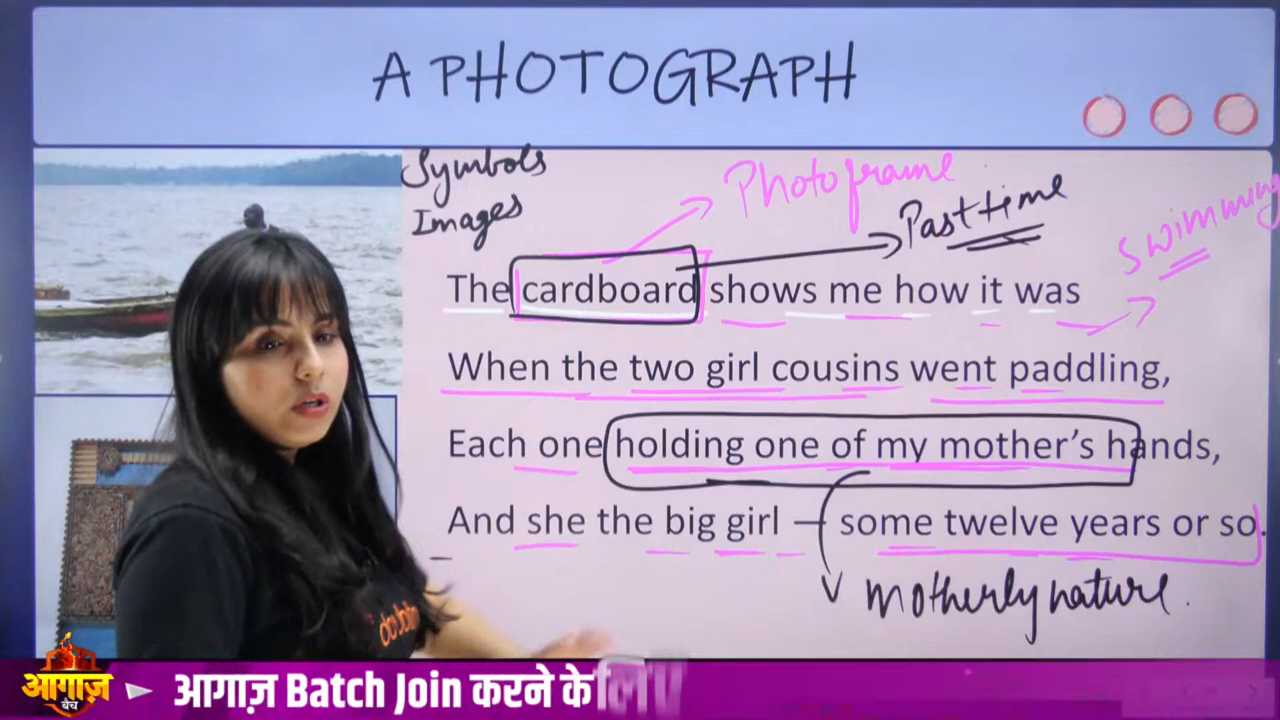 A PHOTOGRAPH
Symbols
Images
Photoframe
Past time
Swimming
The cardboard shows me how it was
When the two girl cousins went paddling,
Each one holding one of my mother's hands,
And she the big girl – some twelve years or so.
Motherly nature.
आगाज़
बैच
आगाज़ Batch Join करने के